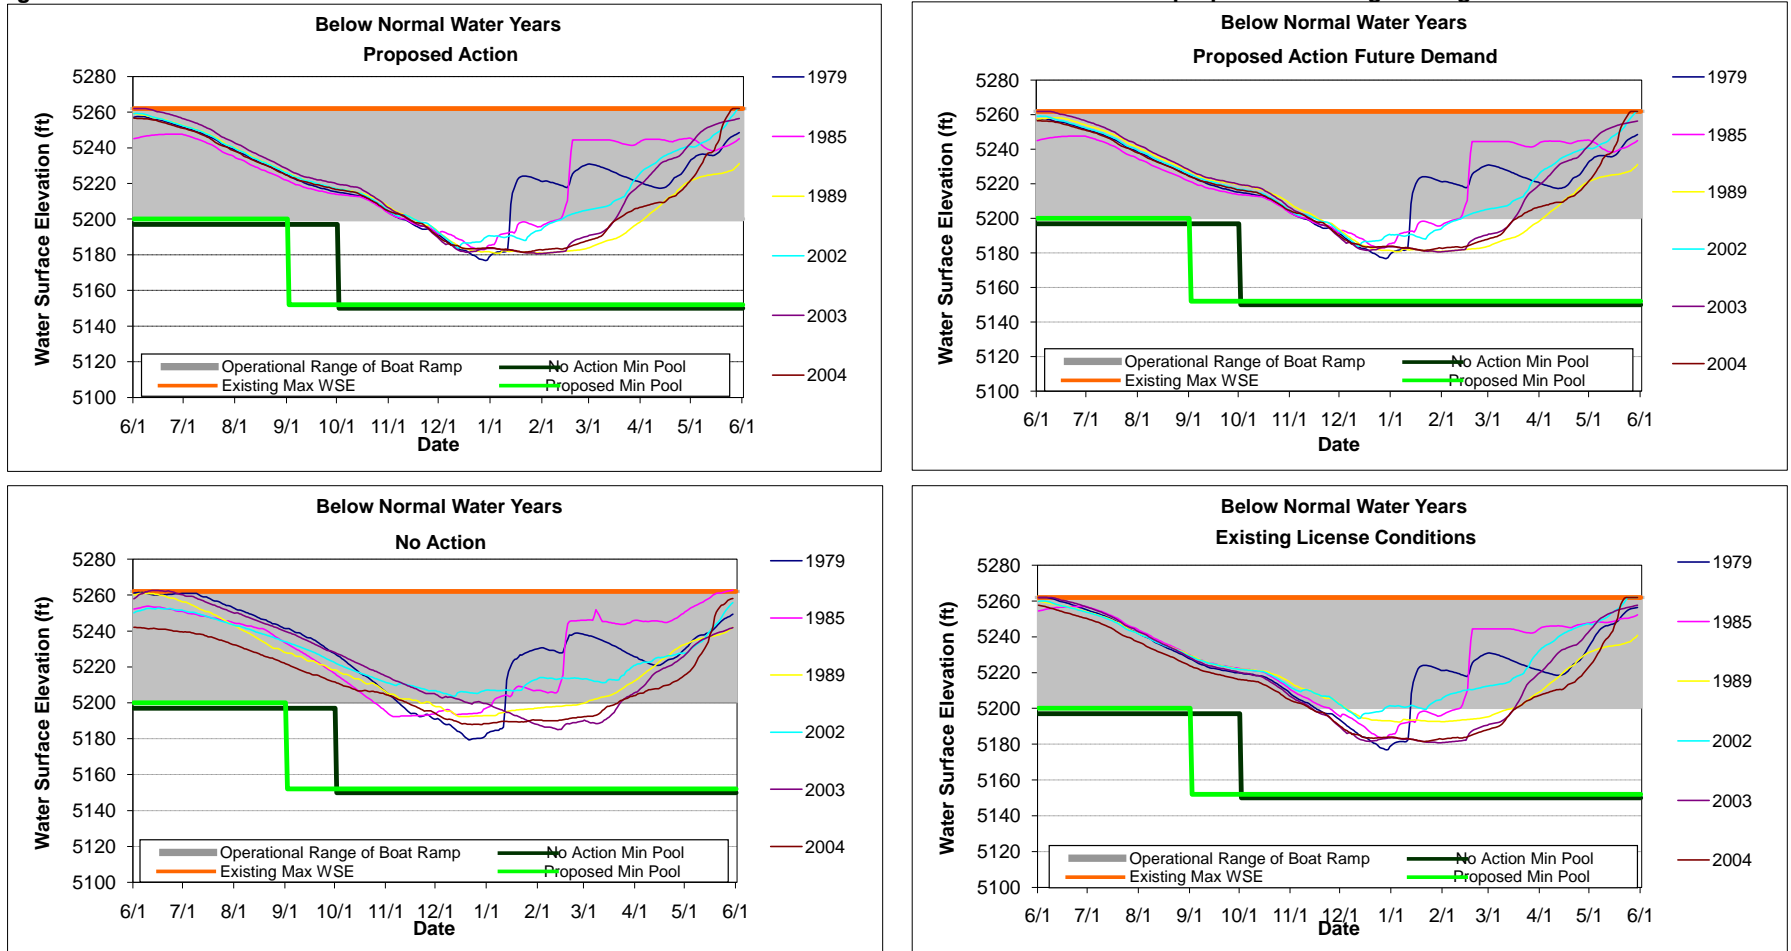 Below Normal Water Years
Proposed Action
Water Surface Elevation (ft)
5280
5260
5240
5220
5200
5180
5160
5140
5120
5100
Operational Range of Boat Ramp
No Action Min Pool
Existing Max WSE
Proposed Min Pool
6/1 7/1 8/1 9/1 10/1 11/1 12/1 1/1 2/1 3/1 4/1 5/1 6/1
Date
1979
1985
1989
2002
2003
2004
Below Normal Water Years
Proposed Action Future Demand
Water Surface Elevation (ft)
5280
5260
5240
5220
5200
5180
5160
5140
5120
5100
Operational Range of Boat Ramp
No Action Min Pool
Existing Max WSE
Proposed Min Pool
6/1 7/1 8/1 9/1 10/1 11/1 12/1 1/1 2/1 3/1 4/1 5/1 6/1
Date
1979
1985
1989
2002
2003
2004
Below Normal Water Years
No Action
Water Surface Elevation (ft)
5280
5260
5240
5220
5200
5180
5160
5140
5120
5100
Operational Range of Boat Ramp
No Action Min Pool
Existing Max WSE
Proposed Min Pool
6/1 7/1 8/1 9/1 10/1 11/1 12/1 1/1 2/1 3/1 4/1 5/1 6/1
Date
1979
1985
1989
2002
2003
2004
Below Normal Water Years
Existing License Conditions
Water Surface Elevation (ft)
5280
5260
5240
5220
5200
5180
5160
5140
5120
5100
Operational Range of Boat Ramp
No Action Min Pool
Existing Max WSE
Proposed Min Pool
6/1 7/1 8/1 9/1 10/1 11/1 12/1 1/1 2/1 3/1 4/1 5/1 6/1
Date
1979
1985
1989
2002
2003
2004